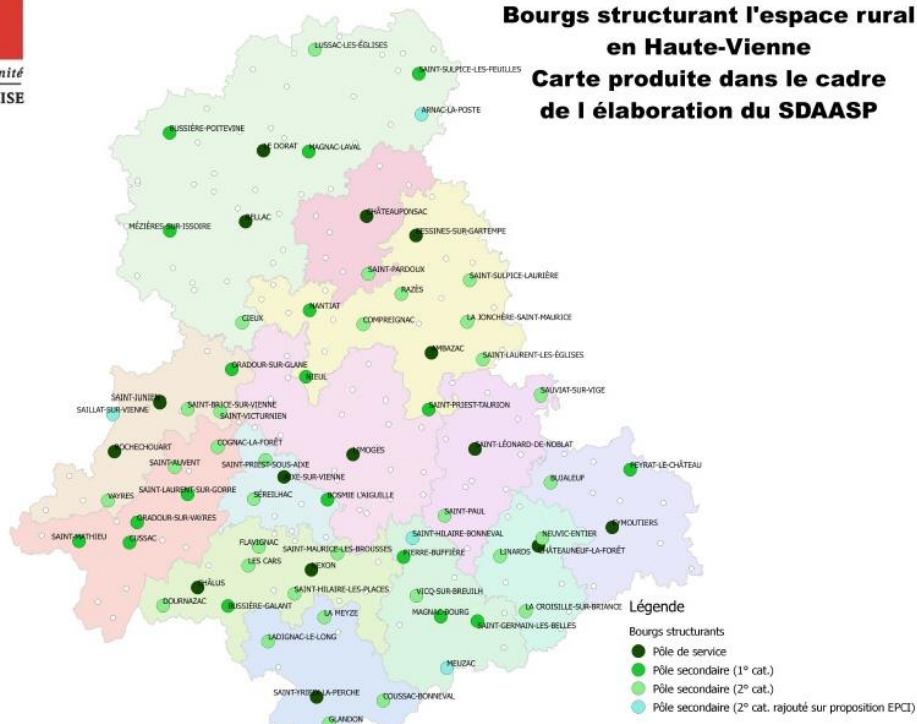 Bourgs structurant l'espace rural
en Haute-Vienne
Carte produite dans le cadre
de l élaboration du SDAASP
nité
ISE
LUSSAC-LES-ÉGLISES
SAINT-SULPICE-LES-FEUILLES
ARNAC-LA-POSTE
BUSSIÈRE-POITEVINE
LE DORAT
MAGNAC-LAVAL
CHÂTEAUPONSAC
BELLAC
MÉZIÈRES-SUR-ISSOIRE
BESSINES-SUR-GARTEMPE
SAINT-PARDOUX
SAINT-SULPICE-LAURIÈRE
RAZÈS
NANTIAT
CIEUX
COMPREIGNAC
LA JONCHÈRE-SAINT-MAURICE
AMBAZAC
SAINT-LAURENT-LES-ÉGLISES
ORADOUR-SUR-GLANE
NIEUL
SAUVIAT-SUR-VIGE
SAINT-JUNIEN
SAILLAT-SUR-VIENNE
SAINT-BRICE-SUR-VIENNE
SAINT-VICTURNIEN
SAINT-PRIEST-TAURION
ROCHECHOUART
COGNAC-LA-FORÊT
LIMOGES
SAINT-LÉONARD-DE-NOBLAT
SAINT-AUVENT
SAINT-PRIEST-SOUS-AIXE
AIXE-SUR-VIENNE
PEYRAT-LE-CHÂTEAU
BUJALEUF
VAYRES
SAINT-LAURENT-SUR-GORRE
SÉREILHAC
BOSMIE L'AIGUILLE
SAINT-PAUL
ORADOUR-SUR-VAYRES
EYMOUTIERS
SAINT-MATHIEU
CUSSAC
FLAVIGNAC
SAINT-MAURICE-LES-BROUSSES
SAINT-HILAIRE-BONNEVAL
NEUVIC-ENTIER
CHÂTEAUNEUF-LA-FORÊT
PIERRE-BUFFIÈRE
LINARDS
LES CARS
NEXON
CHÂLUS
SAINT-HILAIRE-LES-PLACES
VICQ-SUR-BREUILH
DOURNAZAC
BUSSIÈRE-GALANT
LA MEYZE
MAGNAC-BOURG
LA CROISILLE-SUR-BRIANCE
SAINT-GERMAIN-LES-BELLES
LADIGNAC-LE-LONG
MEUZAC
SAINT-YRIEIX-LA-PERCHE
COUSSAC-BONNEVAL
GLANDON
Légende
Bourgs structurants
Pôle de service
Pôle secondaire (1° cat.)
Pôle secondaire (2° cat.)
Pôle secondaire (2° cat. rajouté sur proposition EPCI)